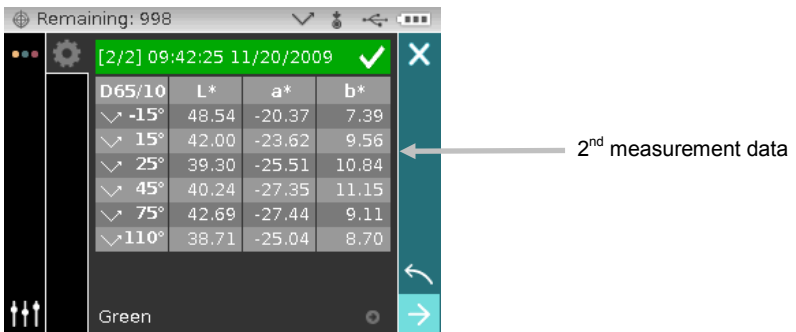 Remaining: 998
[2/2] 09:42:25 11/20/2009
D65/10 L* a* b*
-15° 48.54 -20.37 7.39
15° 42.00 -23.62 9.56
25° 39.30 -25.51 10.84
45° 40.24 -27.35 11.15
75° 42.69 -27.44 9.11
110° 38.71 -25.04 8.70
Green
2nd measurement data